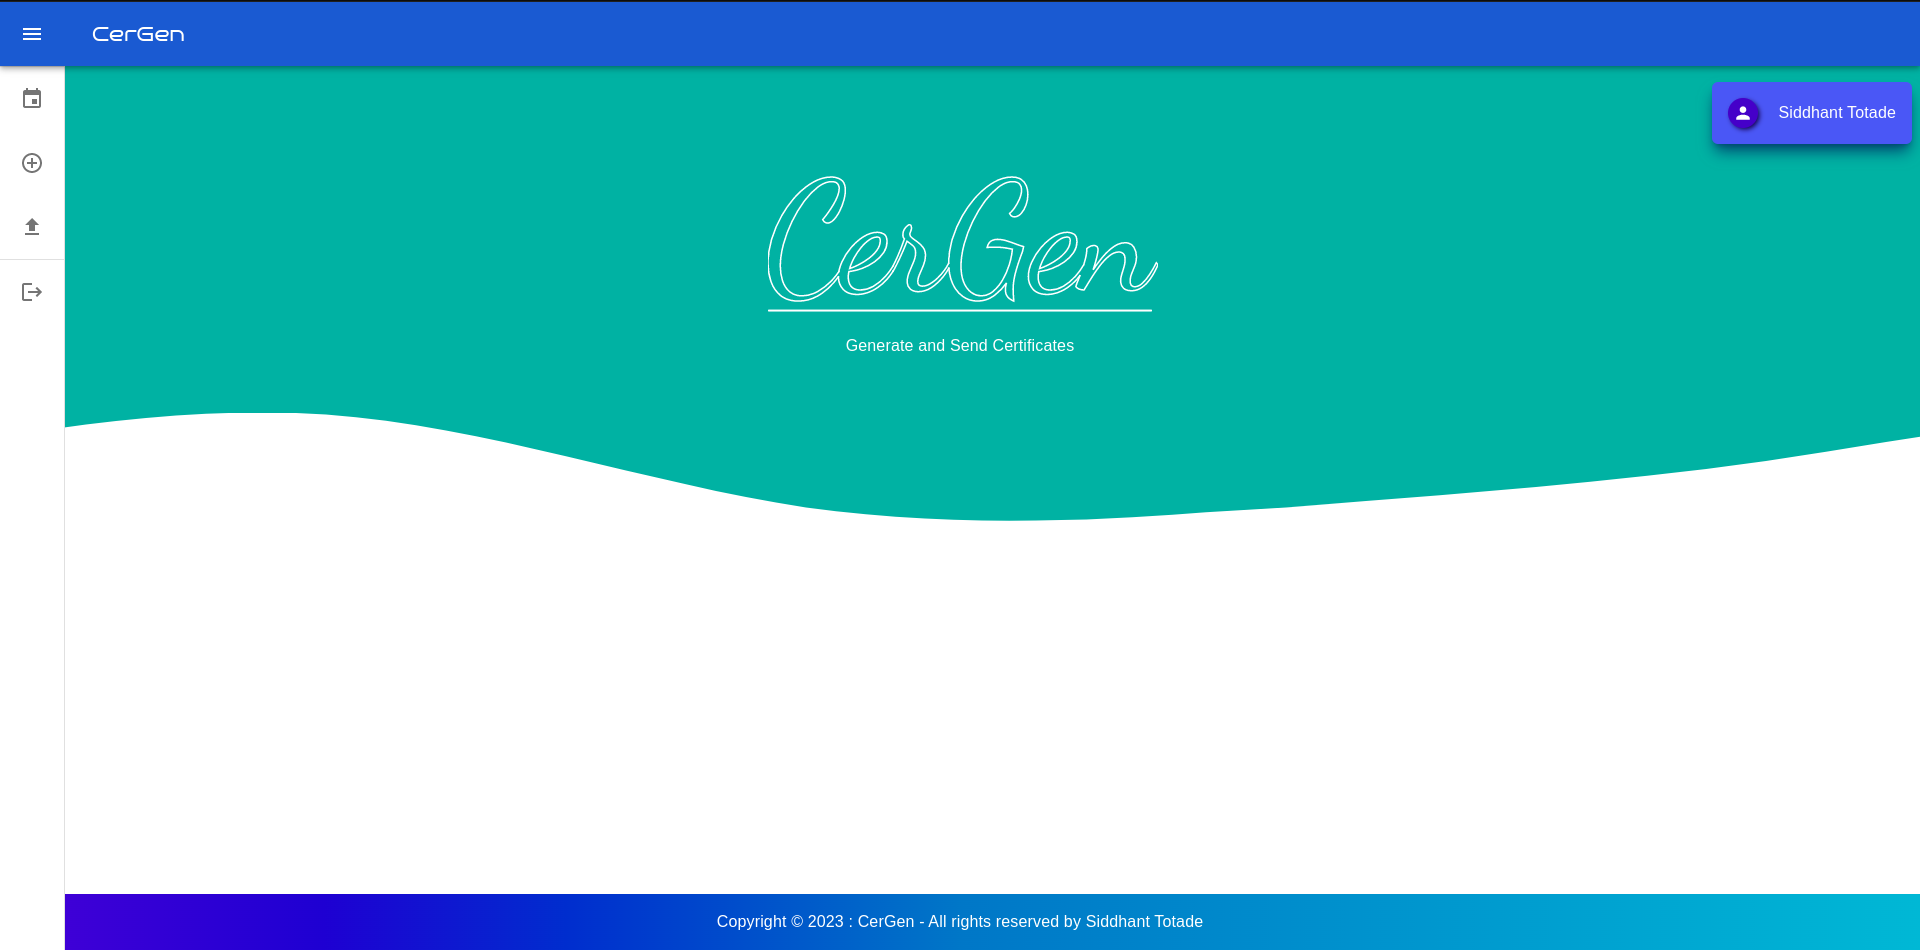 CerGen
Siddhant Totade
CerGen
Generate and Send Certificates
Copyright © 2023 : CerGen - All rights reserved by Siddhant Totade